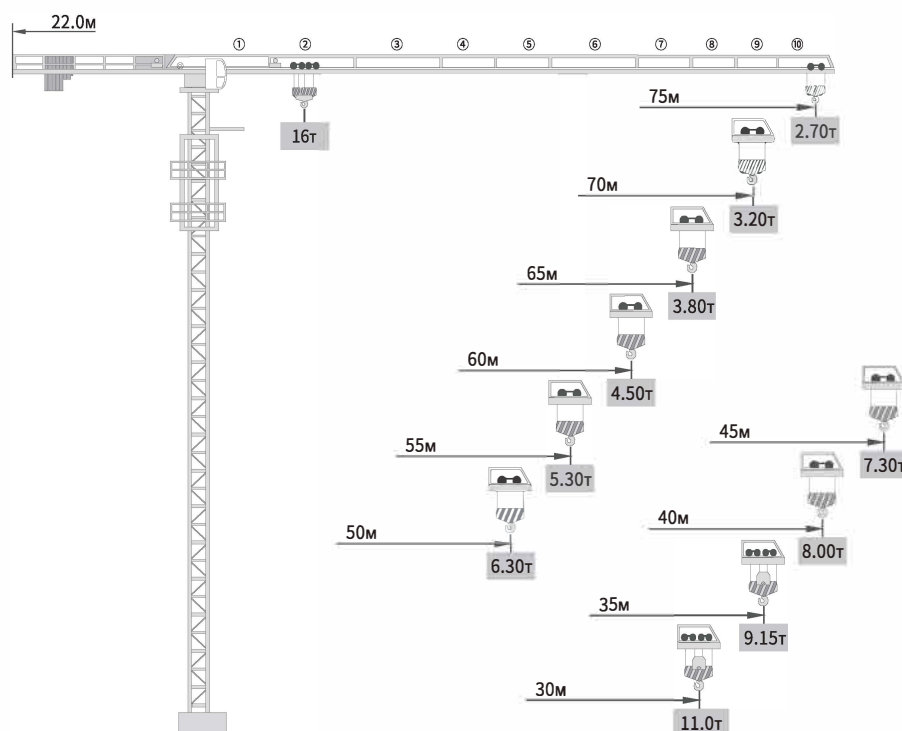 22.0м
① ② ③ ④ ⑤ ⑥ ⑦ ⑧ ⑨ ⑩
75м
16т
2.70т
70м
3.20т
65м
3.80т
60м
4.50т
55м
5.30т
45м
7.30т
50м
6.30т
40м
8.00т
35м
9.15т
30м
11.0т